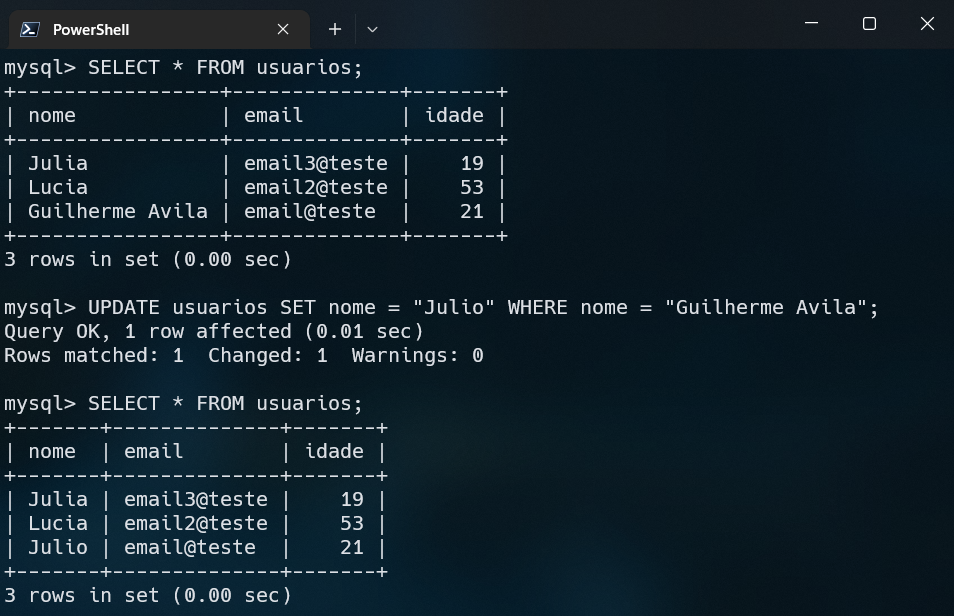 PowerShell
mysql> SELECT * FROM usuarios;
+-----------------+--------------+-------+
| nome            | email        | idade |
+-----------------+--------------+-------+
| Julia           | email3@teste |    19 |
| Lucia           | email2@teste |    53 |
| Guilherme Avila | email@teste  |    21 |
+-----------------+--------------+-------+
3 rows in set (0.00 sec)

mysql> UPDATE usuarios SET nome = "Julio" WHERE nome = "Guilherme Avila";
Query OK, 1 row affected (0.01 sec)
Rows matched: 1  Changed: 1  Warnings: 0

mysql> SELECT * FROM usuarios;
+-------+--------------+-------+
| nome  | email        | idade |
+-------+--------------+-------+
| Julia | email3@teste |    19 |
| Lucia | email2@teste |    53 |
| Julio | email@teste  |    21 |
+-------+--------------+-------+
3 rows in set (0.00 sec)